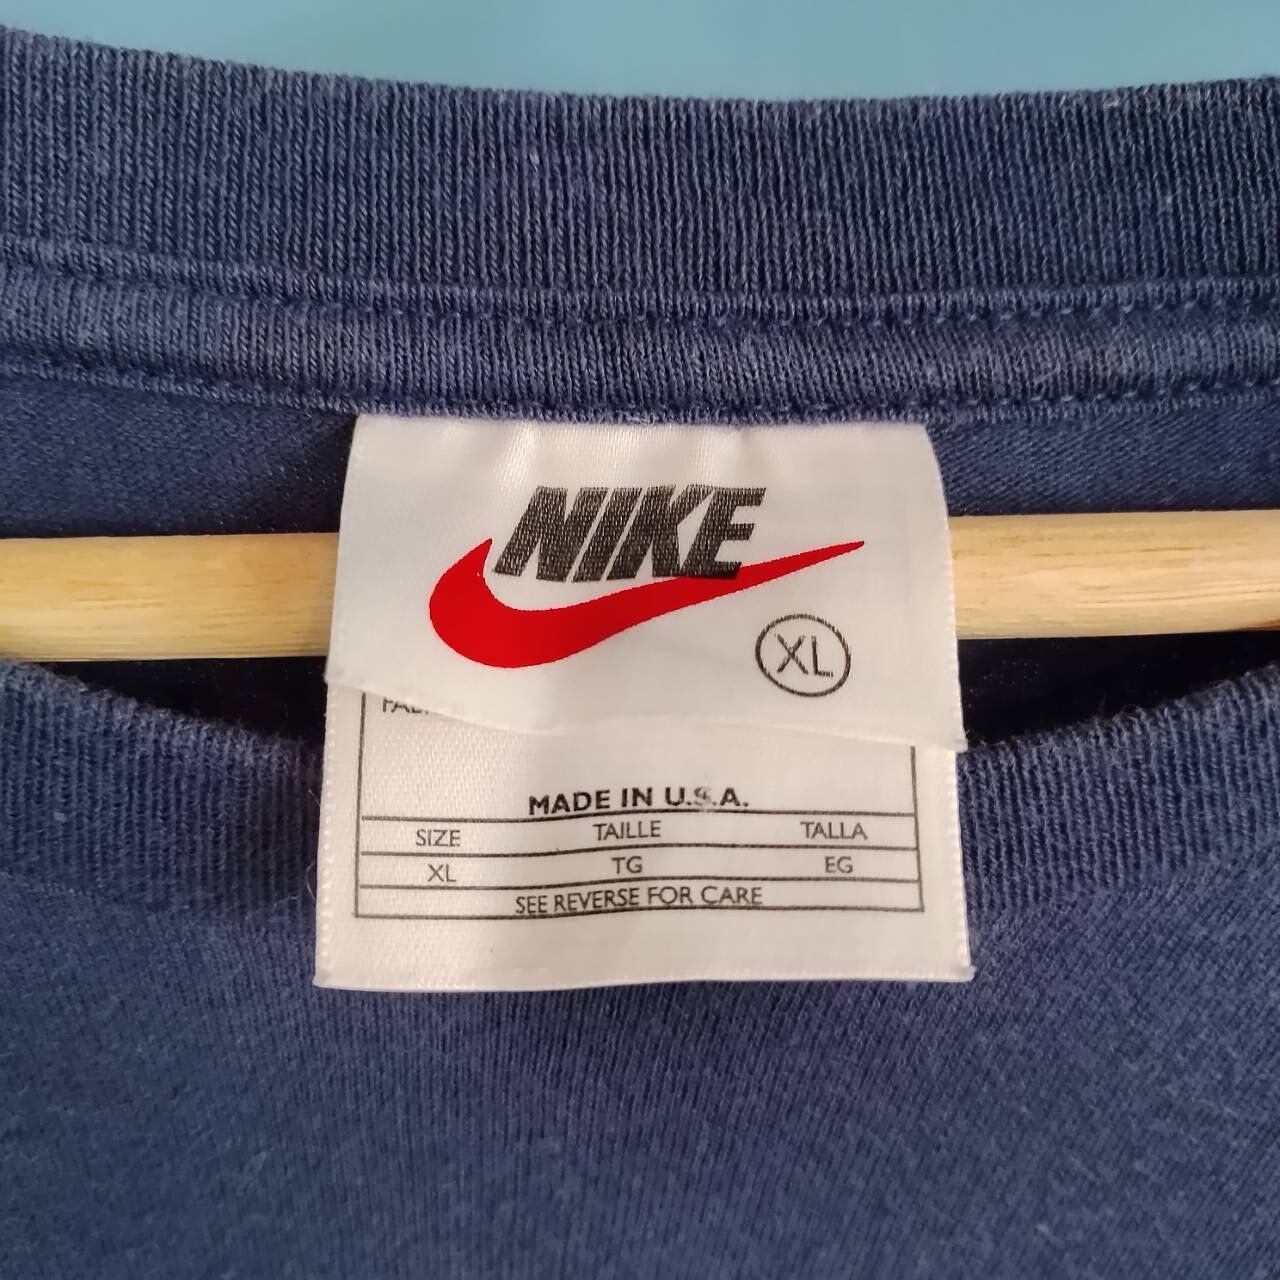 NIKE
XL
MADE IN U.S.A.
SIZE TAILLE TALLA
XL TG EG
SEE REVERSE FOR CARE